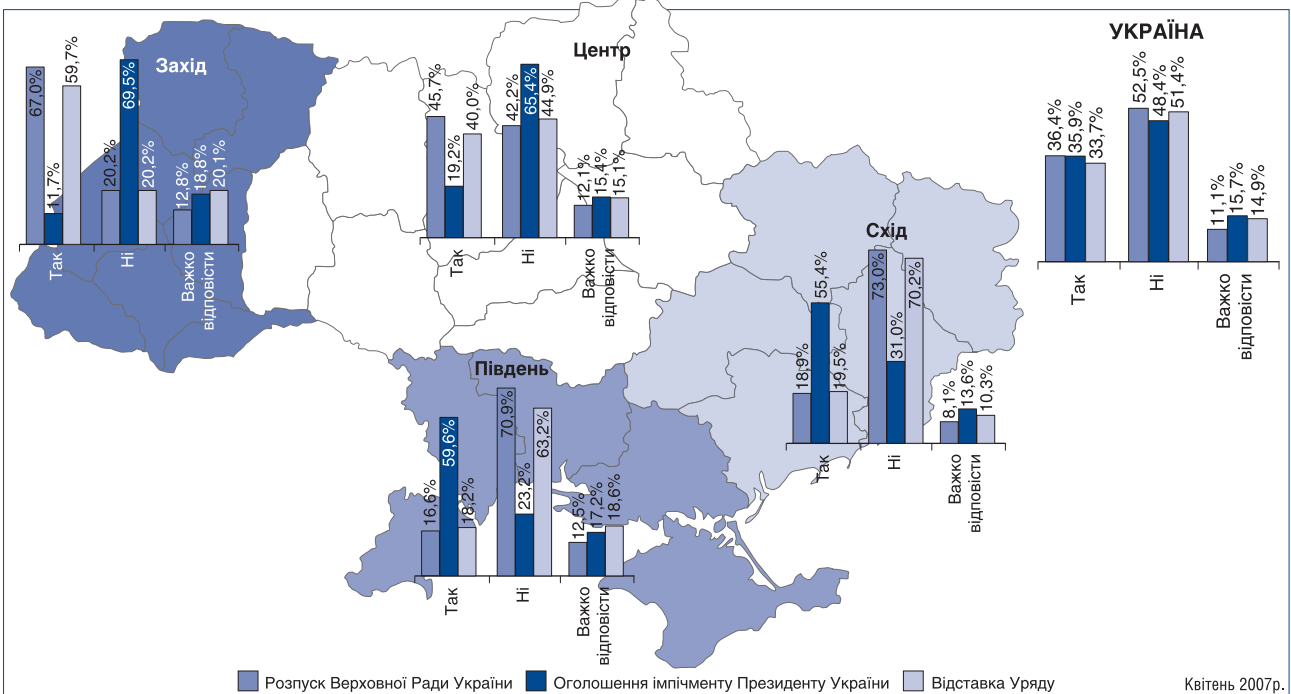 Захід
67,0%
11,7%
59,7%
20,2%
69,5%
20,2%
12,8%
18,8%
20,1%
Так
Ні
Важко
відповісти
Центр
45,7%
19,2%
40,0%
42,2%
65,4%
44,9%
12,1%
15,4%
15,1%
Так
Ні
Важко
відповісти
УКРАЇНА
36,4%
35,9%
33,7%
52,5%
48,4%
51,4%
11,1%
15,7%
14,9%
Так
Ні
Важко
відповісти
Схід
18,9%
55,4%
19,5%
73,0%
31,0%
70,2%
8,1%
13,6%
10,3%
Так
Ні
Важко
відповісти
Південь
16,6%
59,6%
18,2%
70,9%
23,2%
63,2%
12,5%
17,2%
18,6%
Так
Ні
Важко
відповісти
Розпуск Верховної Ради України
Оголошення імпічменту Президенту України
Відставка Уряду
Квітень 2007р.